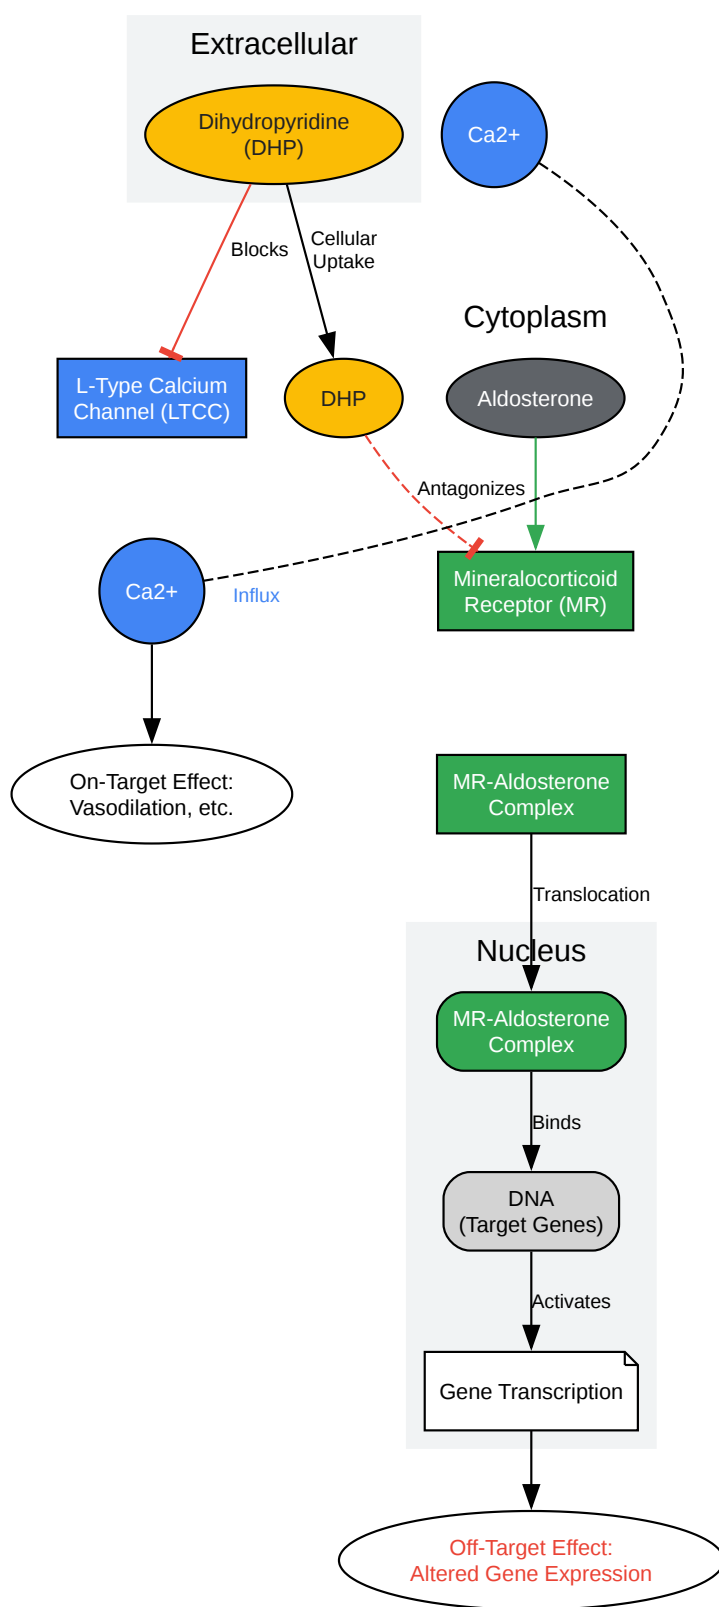 Extracellular
Dihydropyridine
(DHP)
Ca2+
Blocks
Cellular
Uptake
Cytoplasm
L-Type Calcium
Channel (LTCC)
DHP
Aldosterone
Antagonizes
Ca2+
Influx
Mineralocorticoid
Receptor (MR)
On-Target Effect:
Vasodilation, etc.
MR-Aldosterone
Complex
Translocation
Nucleus
MR-Aldosterone
Complex
Binds
DNA
(Target Genes)
Activates
Gene Transcription
Off-Target Effect:
Altered Gene Expression